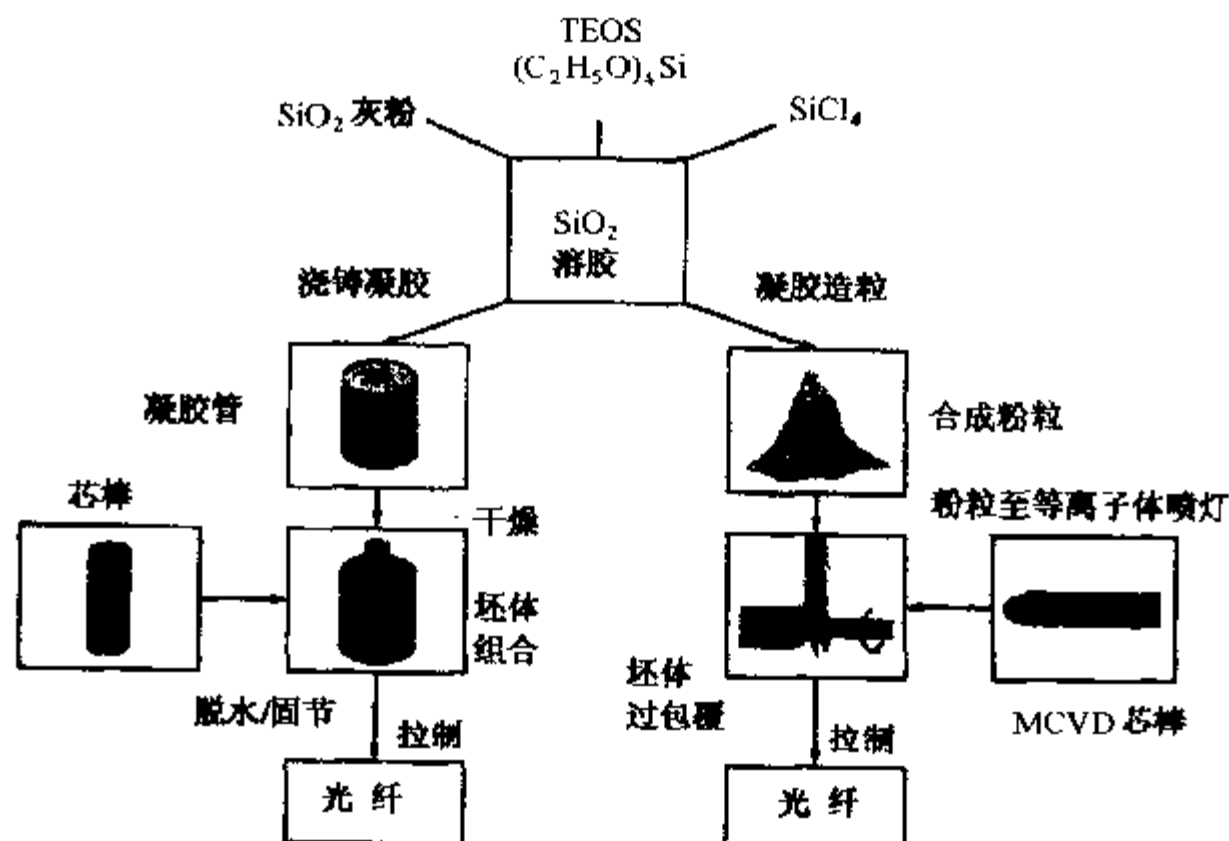 TEOS
(C₂H₅O)₄Si
SiO₂ 灰粉
SiCl₄
SiO₂
溶胶
浇铸凝胶
凝胶造粒
凝胶管
合成粉粒
芯棒
干燥
粉粒至等离子体喷灯
坯体
组合
坯体
过包覆
脱水/固节
拉制
拉制
MCVD 芯棒
光 纤
光 纤